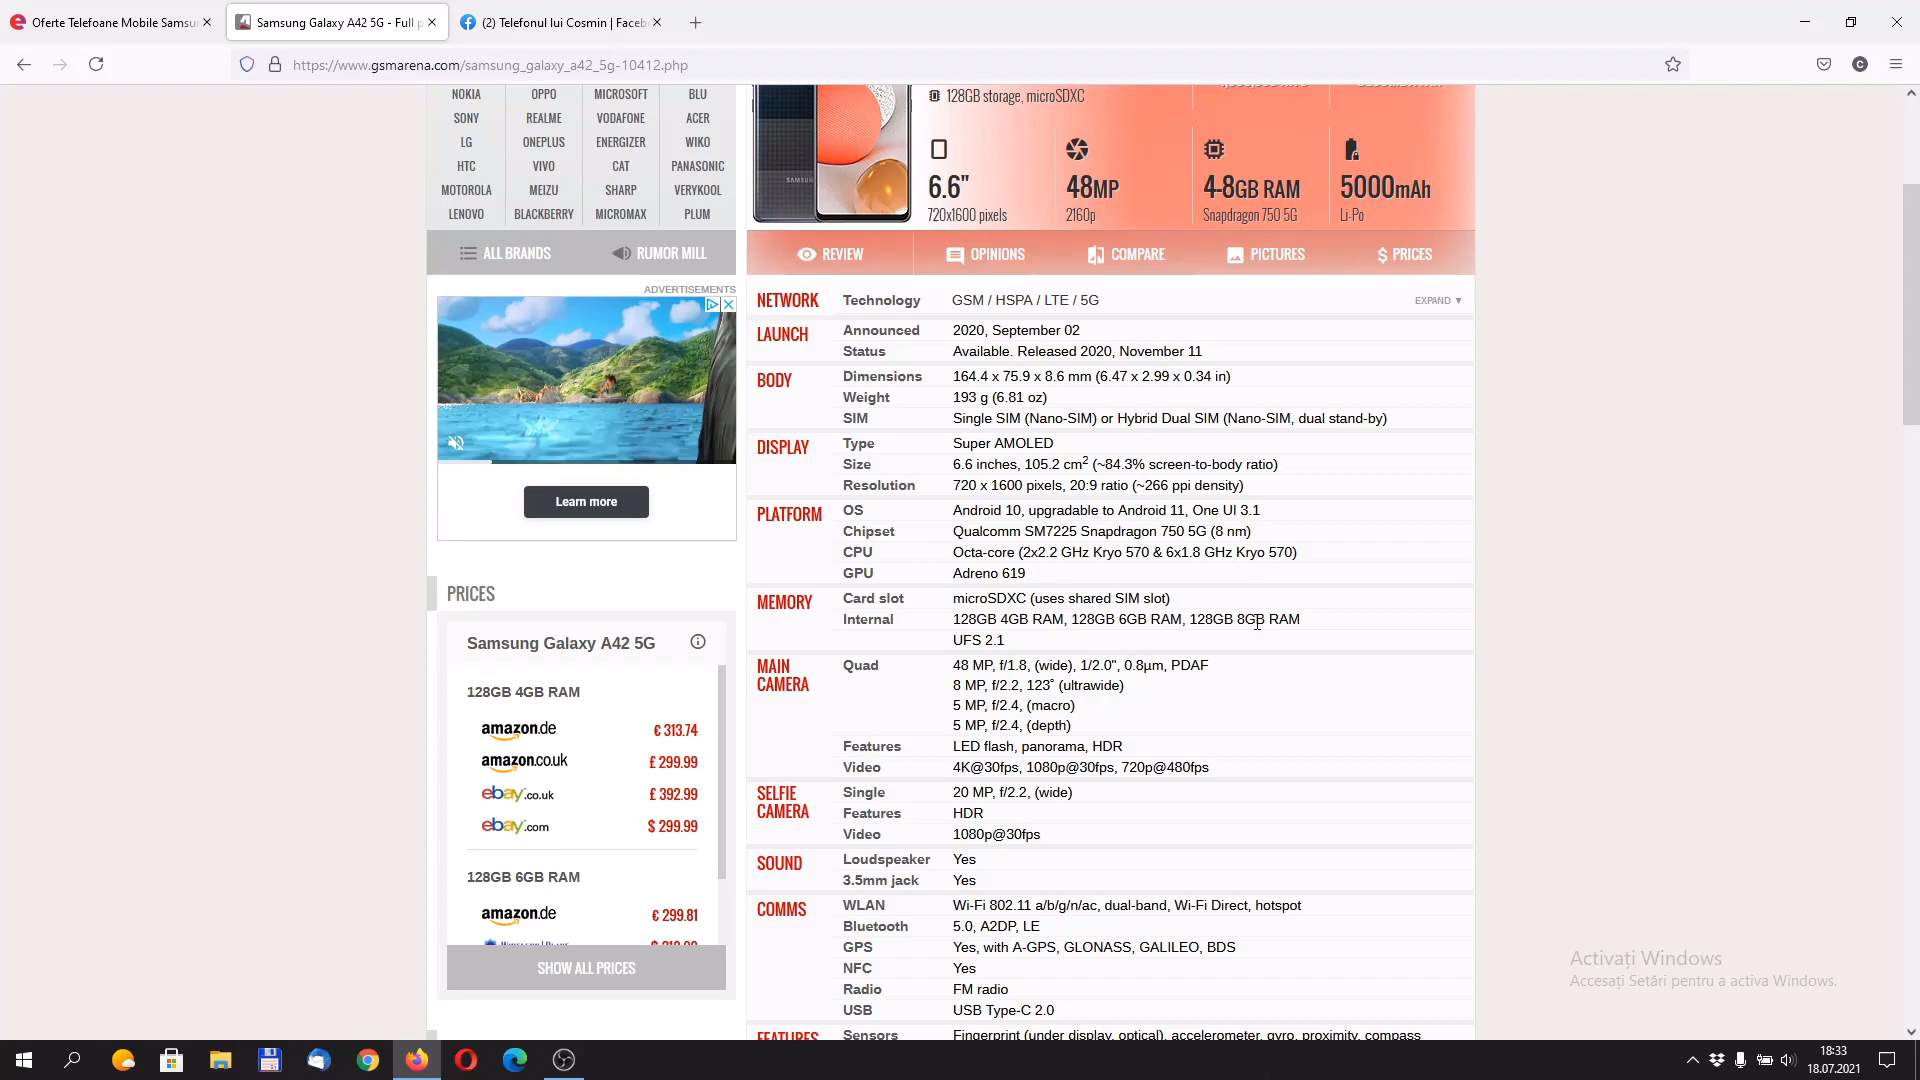 Oferte Telefoane Mobile Samsu
Samsung Galaxy A42 5G - Full p
(2) Telefonul lui Cosmin | Faceb
https://www.gsmarena.com/samsung_galaxy_a42_5g-10412.php
NOKIA OPPO MICROSOFT BLU
SONY REALME VODAFONE ACER
LG ONEPLUS ENERGIZER WIKO
HTC VIVO CAT PANASONIC
MOTOROLA MEIZU SHARP VERYKOOL
LENOVO BLACKBERRY MICROMAX PLUM
ALL BRANDS RUMOR MILL
128GB storage, microSDXC
6.6" 48MP 4-8GB RAM 5000mAh
720x1600 pixels 2160p Snapdragon 750 5G Li-Po
REVIEW OPINIONS COMPARE PICTURES $ PRICES
ADVERTISEMENTS
Learn more
PRICES
Samsung Galaxy A42 5G
128GB 4GB RAM
amazon.de € 313.74
amazon.co.uk £ 299.99
ebay.co.uk £ 392.99
ebay.com $ 299.99
128GB 6GB RAM
amazon.de € 299.81
SHOW ALL PRICES
NETWORK Technology GSM / HSPA / LTE / 5G EXPAND ▼
LAUNCH Announced 2020, September 02
Status Available. Released 2020, November 11
BODY Dimensions 164.4 x 75.9 x 8.6 mm (6.47 x 2.99 x 0.34 in)
Weight 193 g (6.81 oz)
SIM Single SIM (Nano-SIM) or Hybrid Dual SIM (Nano-SIM, dual stand-by)
DISPLAY Type Super AMOLED
Size 6.6 inches, 105.2 cm2 (~84.3% screen-to-body ratio)
Resolution 720 x 1600 pixels, 20:9 ratio (~266 ppi density)
PLATFORM OS Android 10, upgradable to Android 11, One UI 3.1
Chipset Qualcomm SM7225 Snapdragon 750 5G (8 nm)
CPU Octa-core (2x2.2 GHz Kryo 570 & 6x1.8 GHz Kryo 570)
GPU Adreno 619
MEMORY Card slot microSDXC (uses shared SIM slot)
Internal 128GB 4GB RAM, 128GB 6GB RAM, 128GB 8GB RAM
UFS 2.1
MAIN CAMERA Quad 48 MP, f/1.8, (wide), 1/2.0", 0.8µm, PDAF
8 MP, f/2.2, 123˚ (ultrawide)
5 MP, f/2.4, (macro)
5 MP, f/2.4, (depth)
Features LED flash, panorama, HDR
Video 4K@30fps, 1080p@30fps, 720p@480fps
SELFIE CAMERA Single 20 MP, f/2.2, (wide)
Features HDR
Video 1080p@30fps
SOUND Loudspeaker Yes
3.5mm jack Yes
COMMS WLAN Wi-Fi 802.11 a/b/g/n/ac, dual-band, Wi-Fi Direct, hotspot
Bluetooth 5.0, A2DP, LE
GPS Yes, with A-GPS, GLONASS, GALILEO, BDS
NFC Yes
Radio FM radio
USB USB Type-C 2.0
FEATURES Sensors Fingerprint (under display, optical), accelerometer, gyro, proximity, compass
Activați Windows
Accesați Setări pentru a activa Windows.
18:33
18.07.2021